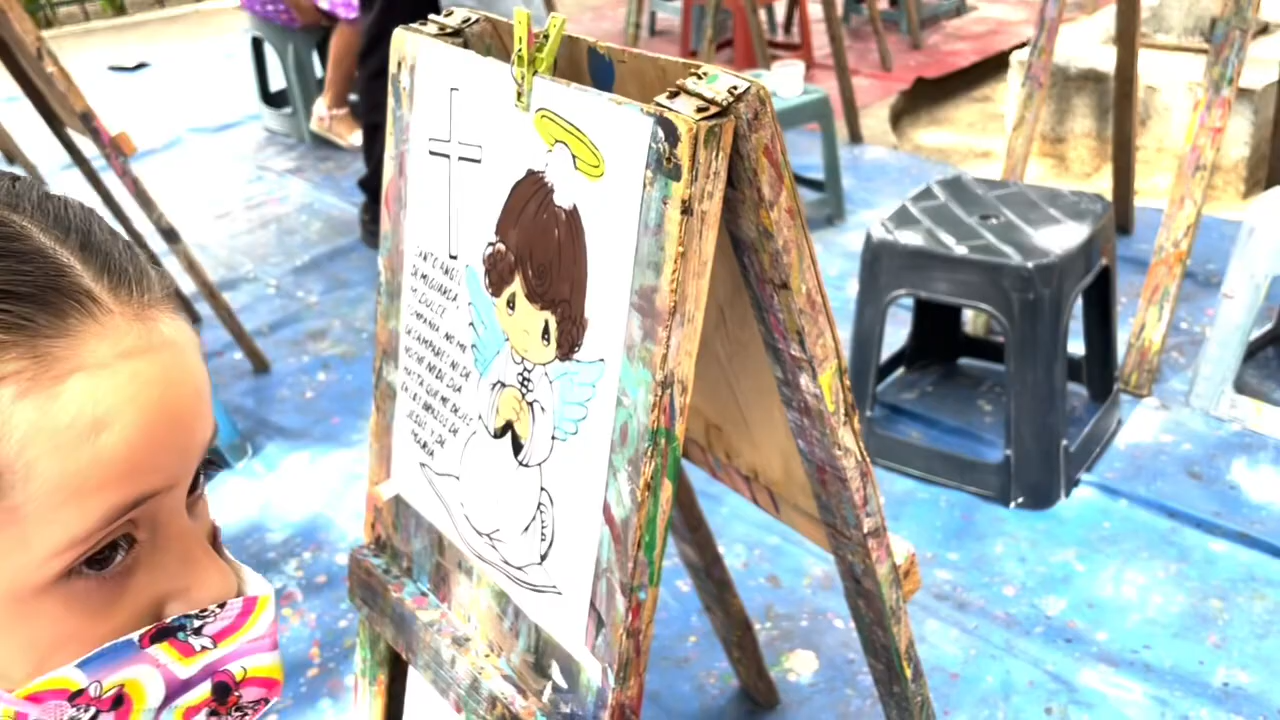 SANTO ANGEL
DE MI GUARDA
MI DULCE
COMPAÑIA NO ME
DESAMPARES NI DE
NOCHE NI DE DIA
HASTA QUE ME DEJES
EN LOS BRAZOS DE
JESÚS Y DE
MARIA